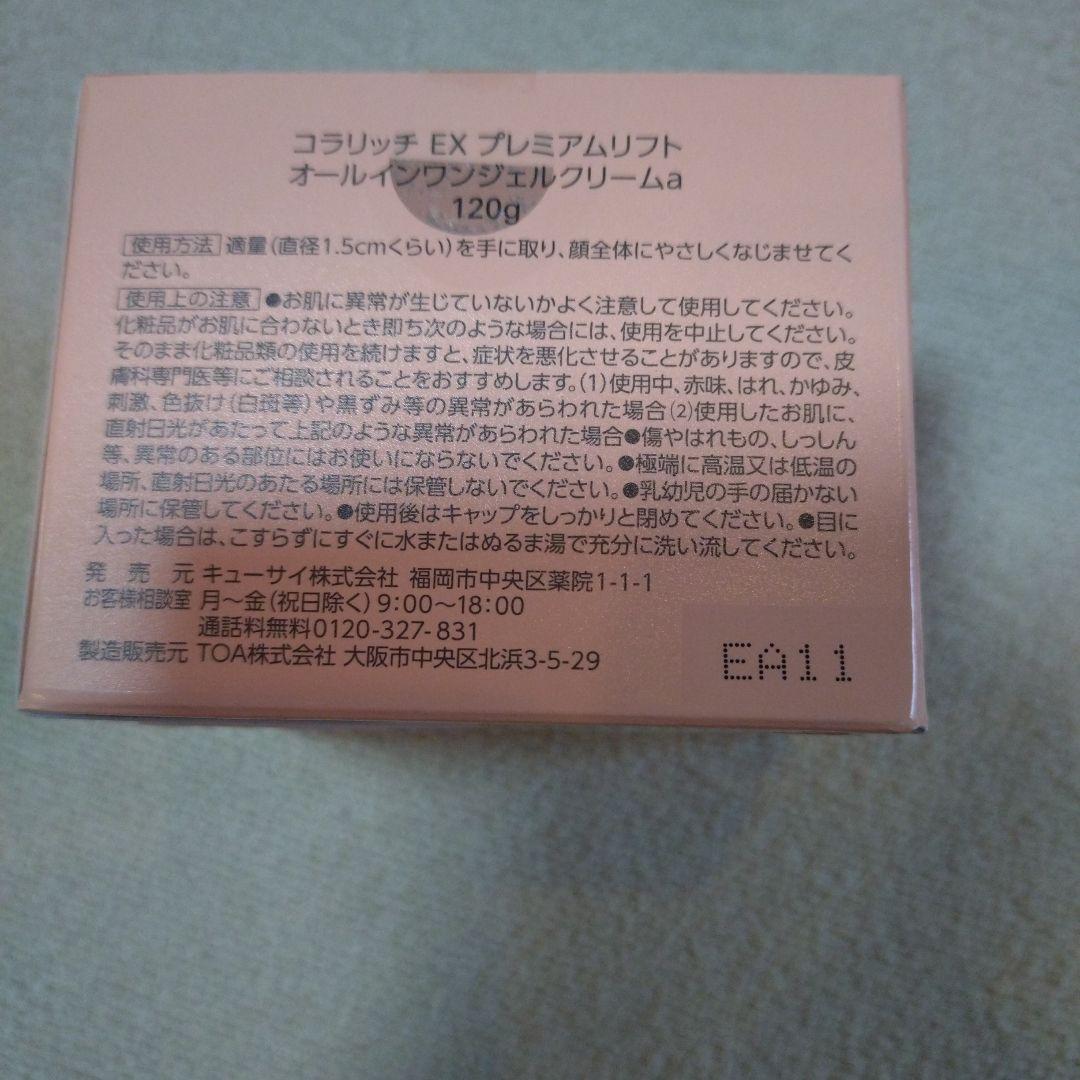 コラリッチ EX プレミアムリフト
オールインワンジェルクリームa
120g
使用方法 適量(直径1.5cmくらい)を手に取り、顔全体にやさしくなじませてく
ださい。
使用上の注意 ●お肌に異常が生じていないかよく注意して使用してください。
化粧品がお肌に合わないとき即ち次のような場合には、使用を中止してください。
そのまま化粧品類の使用を続けますと、症状を悪化させることがありますので、皮
膚科専門医等にご相談されることをおすすめします。(1)使用中、赤味、はれ、かゆみ、
刺激、色抜け(白斑等)や黒ずみ等の異常があらわれた場合(2)使用したお肌に、
直射日光があたって上記のような異常があらわれた場合●傷やはれもの、しっしん
等、異常のある部位にはお使いにならないでください。●極端に高温又は低温の
場所、直射日光のあたる場所には保管しないでください。●乳幼児の手の届かない
場所に保管してください。●使用後はキャップをしっかりと閉めてください。●目に
入った場合は、こすらずにすぐに水またはぬるま湯で充分に洗い流してください。
発売元 キューサイ株式会社 福岡市中央区薬院1-1-1
お客様相談室 月〜金(祝日除く)9:00〜18:00
通話料無料0120-327-831
製造販売元 TOA株式会社 大阪市中央区北浜3-5-29
EA11